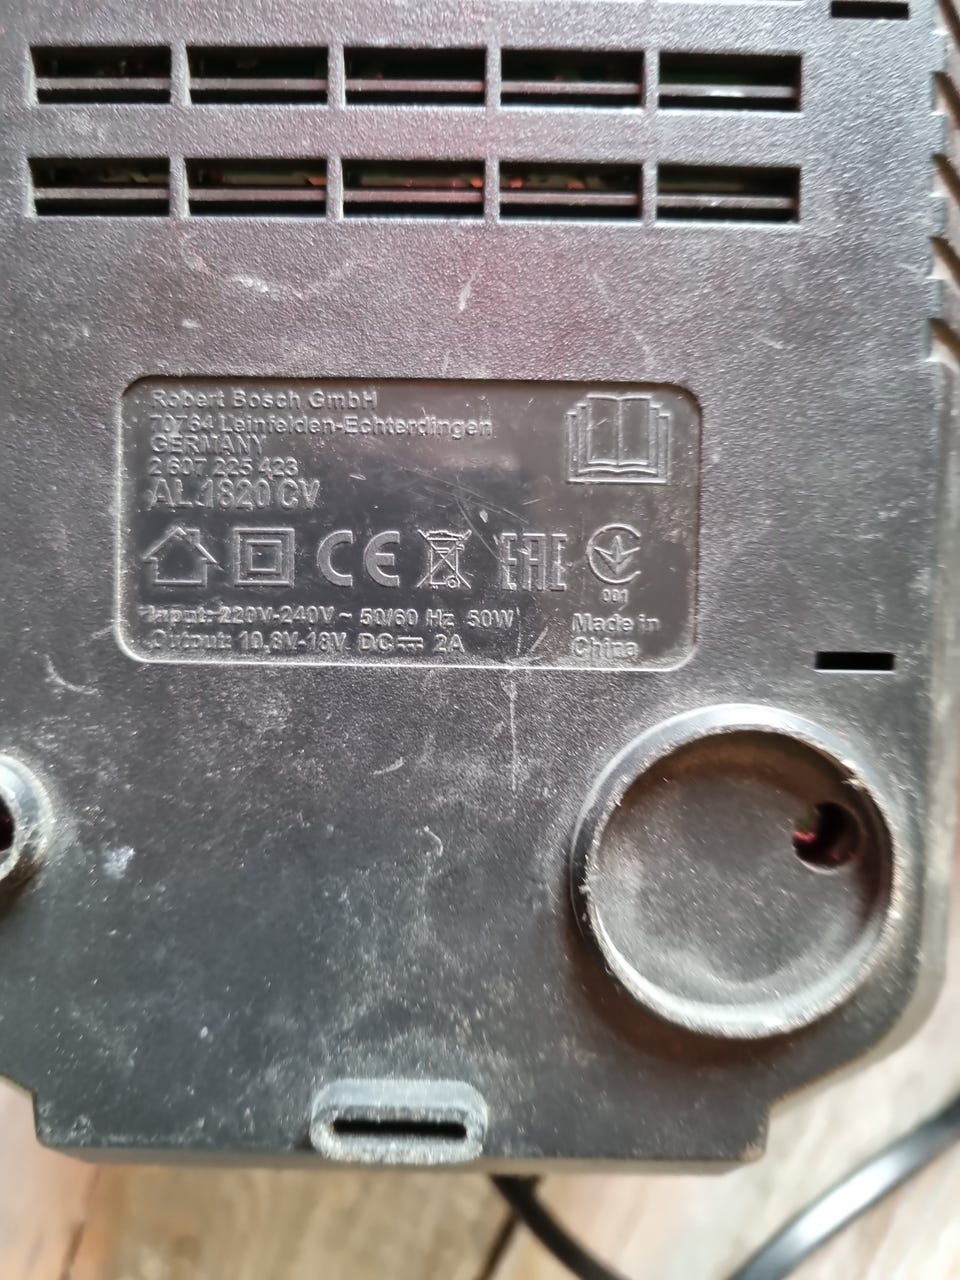 Robert Bosch GmbH
70764 Leinfelden-Echterdingen
GERMANY
2 607 225 423
AL 1820 CV
CE EAC
001
Input: 220V-240V ~ 50/60 Hz 50W
Output: 10,8V-18V DC ⎓ 2A
Made in
China